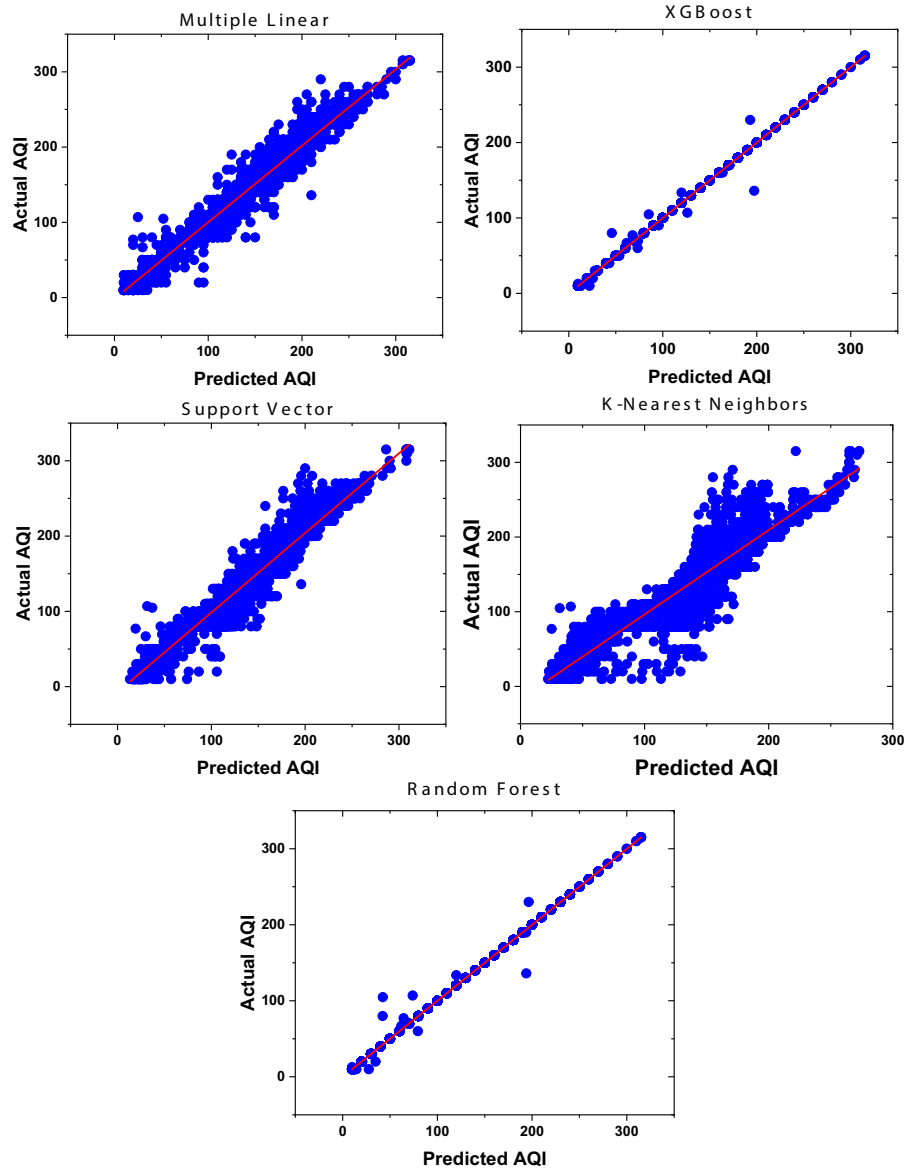 Multiple Linear
300
200
100
0
Actual AQI
0 100 200 300
Predicted AQI
XGBoost
300
200
100
0
Actual AQI
0 100 200 300
Predicted AQI
Support Vector
300
200
100
0
Actual AQI
0 100 200 300
Predicted AQI
K-Nearest Neighbors
300
200
100
0
Actual AQI
0 100 200 300
Predicted AQI
Random Forest
300
200
100
0
Actual AQI
0 100 200 300
Predicted AQI